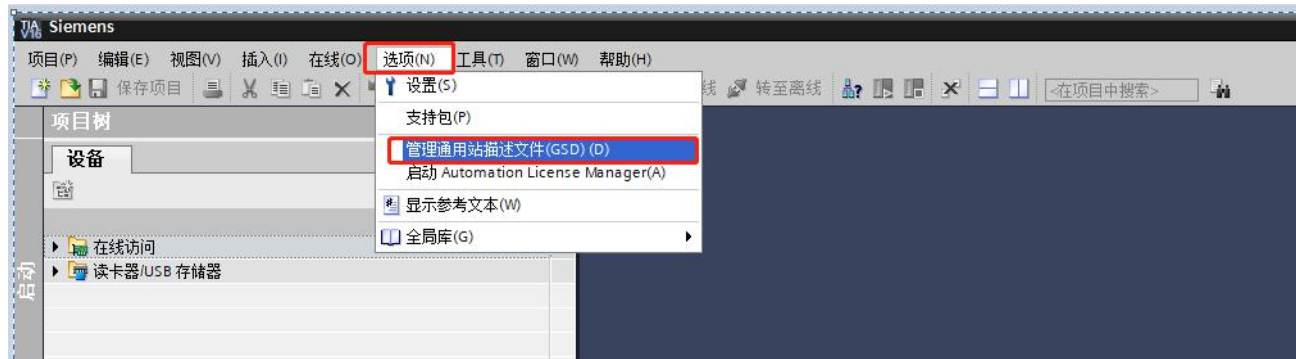 TIA V16 Siemens
项目(P) 编辑(E) 视图(V) 插入(I) 在线(O) 选项(N) 工具(T) 窗口(W) 帮助(H)
保存项目 线 转至离线 <在项目中搜索>
设置(S)
支持包(P)
管理通用站描述文件(GSD) (D)
启动 Automation License Manager(A)
显示参考文本(W)
全局库(G)
项目树
设备
在线访问
读卡器/USB 存储器
启动